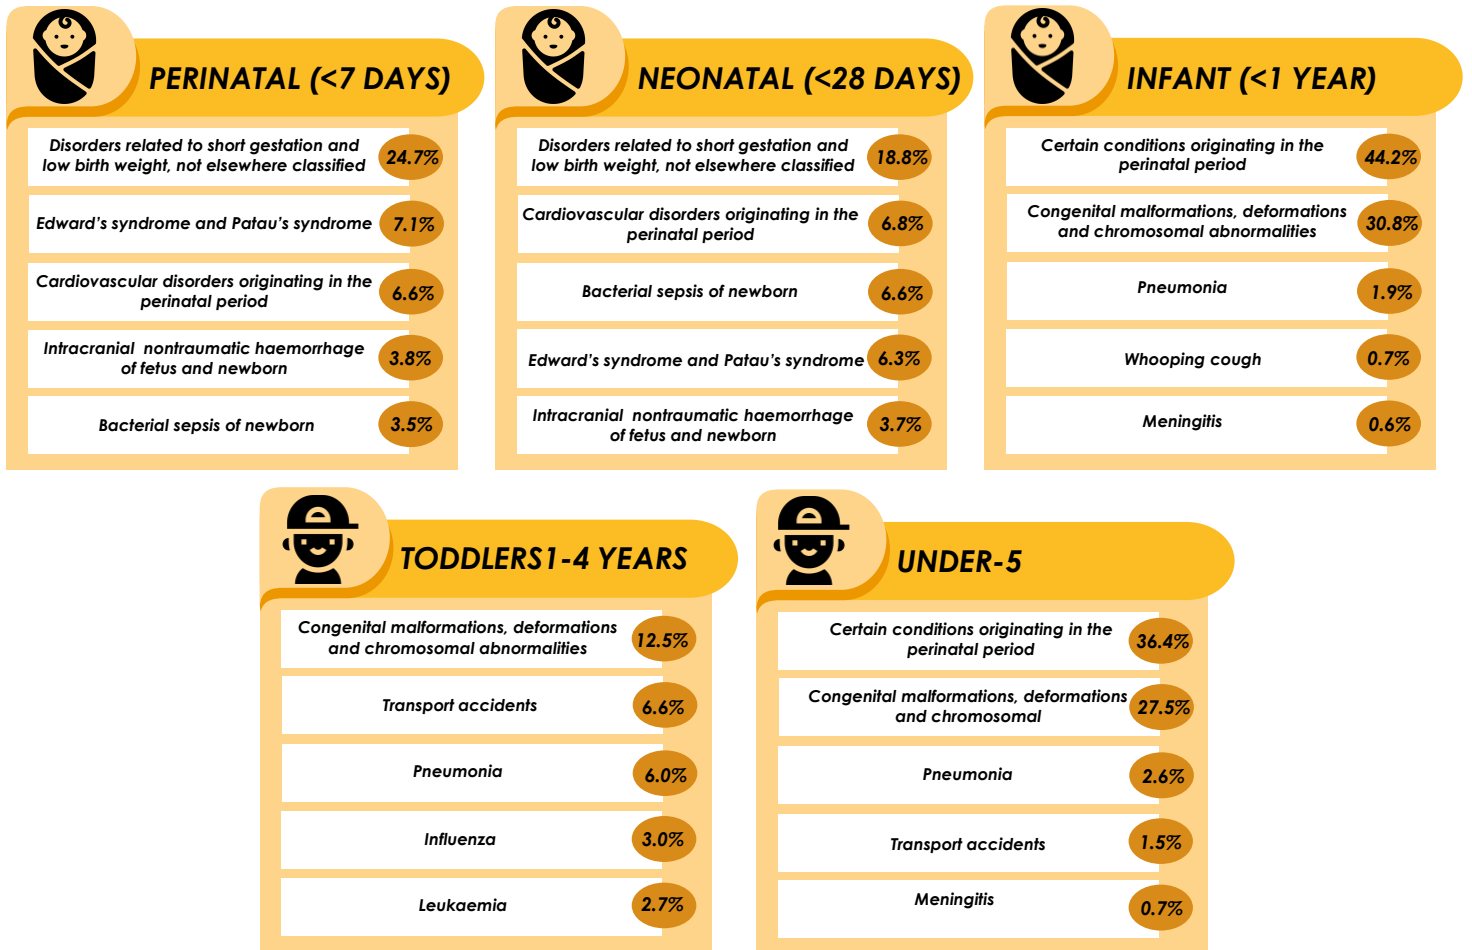 PERINATAL (<7 DAYS)
Disorders related to short gestation and
low birth weight, not elsewhere classified
24.7%
Edward’s syndrome and Patau’s syndrome
7.1%
Cardiovascular disorders originating in the
perinatal period
6.6%
Intracranial nontraumatic haemorrhage
of fetus and newborn
3.8%
Bacterial sepsis of newborn
3.5%
NEONATAL (<28 DAYS)
Disorders related to short gestation and
low birth weight, not elsewhere classified
18.8%
Cardiovascular disorders originating in the
perinatal period
6.8%
Bacterial sepsis of newborn
6.6%
Edward’s syndrome and Patau’s syndrome
6.3%
Intracranial nontraumatic haemorrhage
of fetus and newborn
3.7%
INFANT (<1 YEAR)
Certain conditions originating in the
perinatal period
44.2%
Congenital malformations, deformations
and chromosomal abnormalities
30.8%
Pneumonia
1.9%
Whooping cough
0.7%
Meningitis
0.6%
TODDLERS1-4 YEARS
Congenital malformations, deformations
and chromosomal abnormalities
12.5%
Transport accidents
6.6%
Pneumonia
6.0%
Influenza
3.0%
Leukaemia
2.7%
UNDER-5
Certain conditions originating in the
perinatal period
36.4%
Congenital malformations, deformations
and chromosomal
27.5%
Pneumonia
2.6%
Transport accidents
1.5%
Meningitis
0.7%